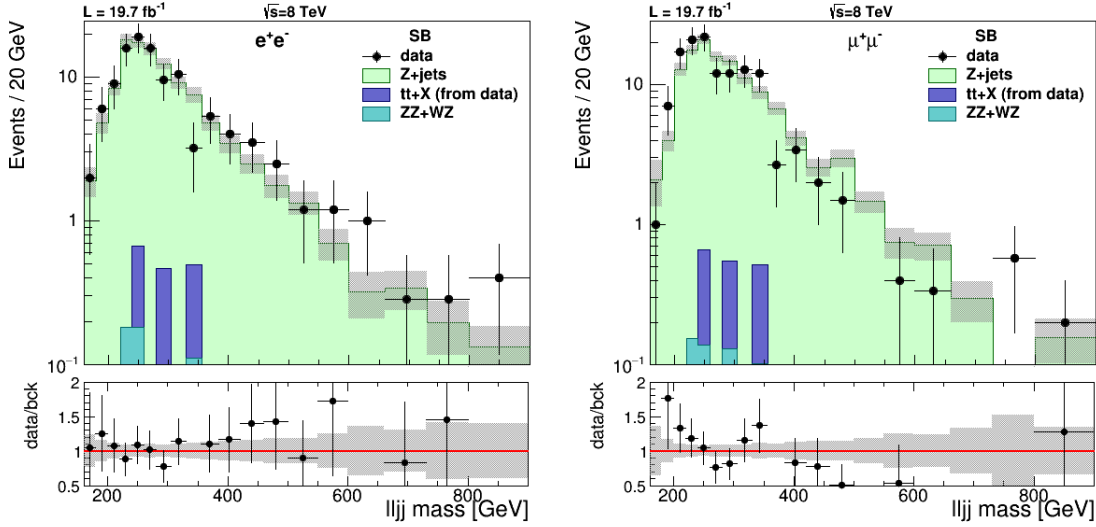 L = 19.7 fb⁻¹ √s=8 TeV
e⁺e⁻
SB
data
Z+jets
tt+X (from data)
ZZ+WZ
Events / 20 GeV
10
1
10⁻¹
data/bck
2
1.5
1
0.5
200 400 600 800
lljj mass [GeV]
L = 19.7 fb⁻¹ √s=8 TeV
μ⁺μ⁻
SB
data
Z+jets
tt+X (from data)
ZZ+WZ
Events / 20 GeV
10
1
10⁻¹
data/bck
2
1.5
1
0.5
200 400 600 800
lljj mass [GeV]